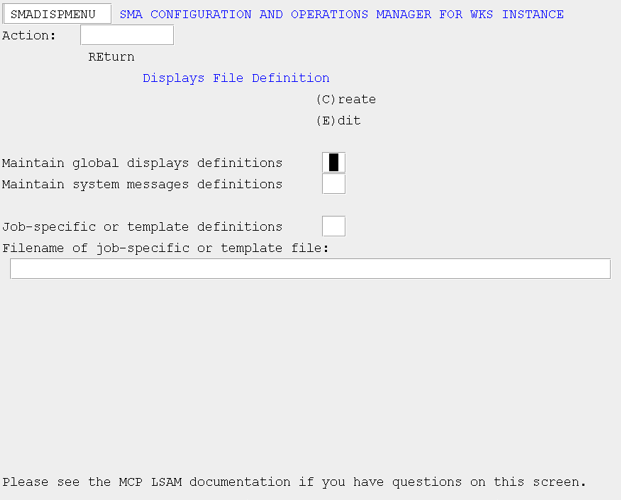 SMADISPMENU SMA CONFIGURATION AND OPERATIONS MANAGER FOR WKS INSTANCE
Action:
REturn
Displays File Definition
(C)reate
(E)dit
Maintain global displays definitions
Maintain system messages definitions
Job-specific or template definitions
Filename of job-specific or template file:
Please see the MCP LSAM documentation if you have questions on this screen.